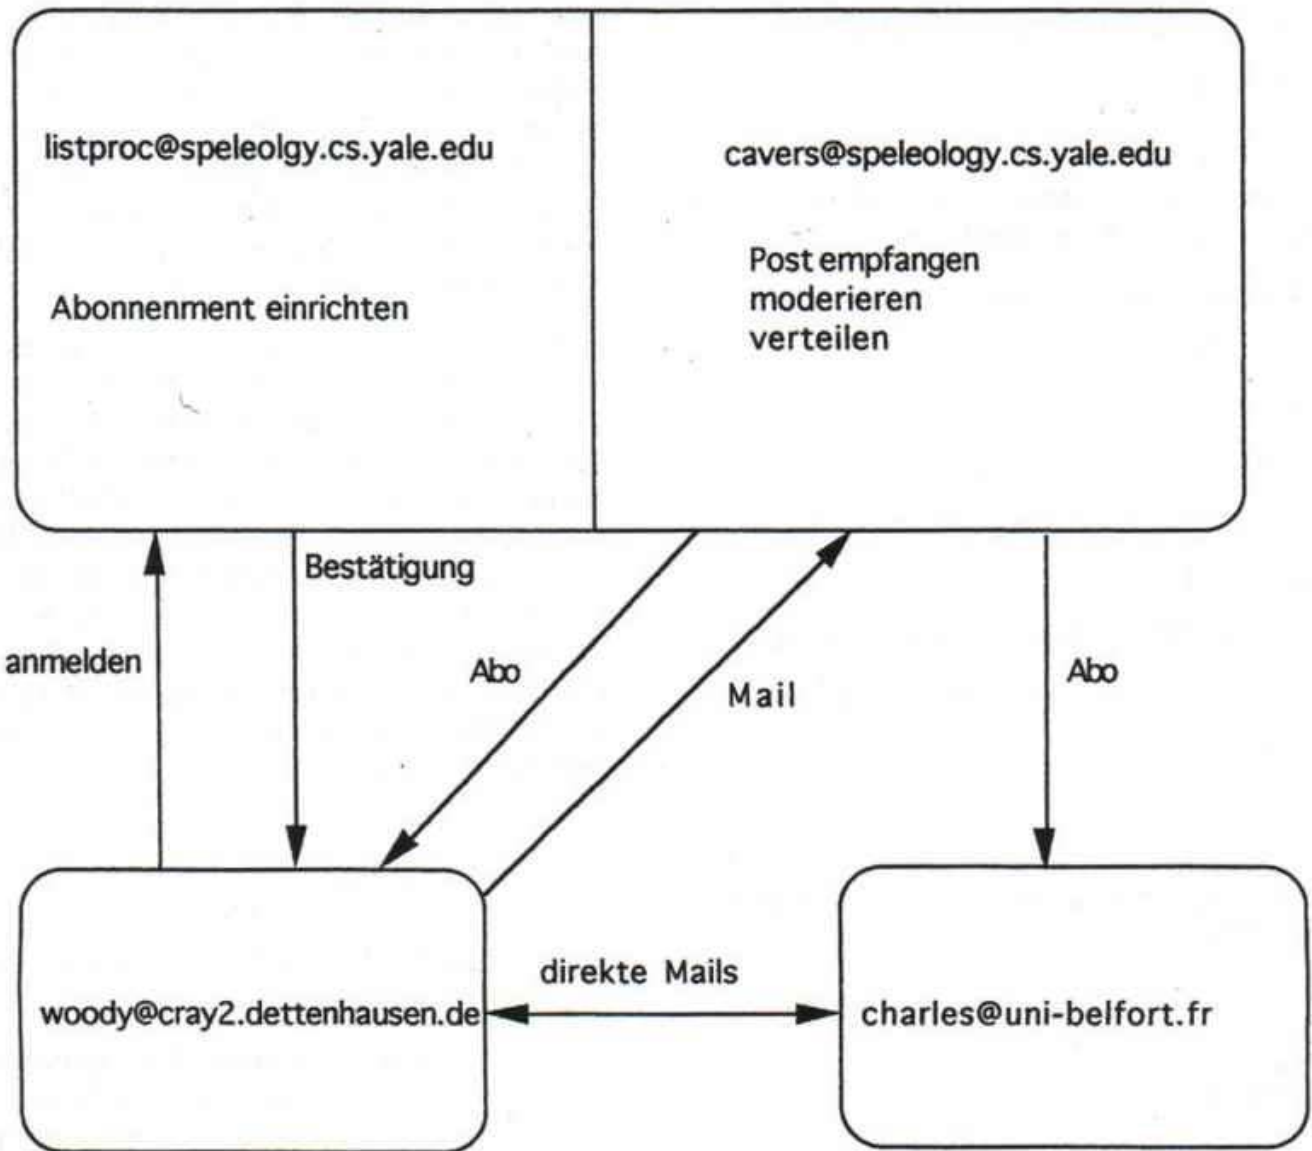 listproc@speleolgy.cs.yale.edu
cavers@speleology.cs.yale.edu
Abonnenment einrichten
Post empfangen
moderieren
verteilen
Bestätigung
anmelden
Abo
Mail
Abo
direkte Mails
woody@cray2.dettenhausen.de
charles@uni-belfort.fr